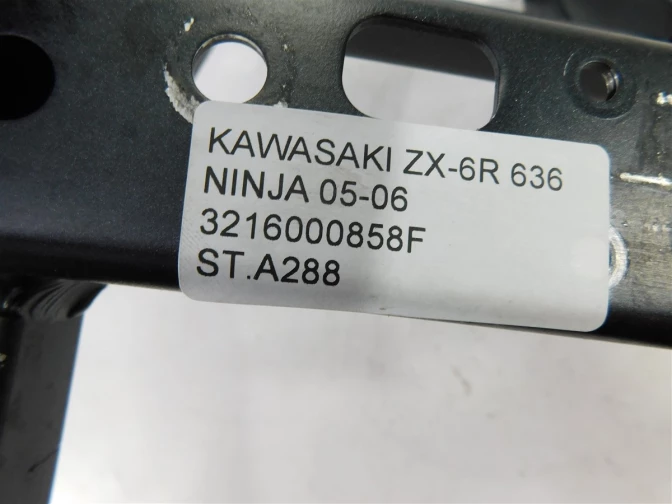 KAWASAKI ZX-6R 636
NINJA 05-06
3216000858F
ST.A288